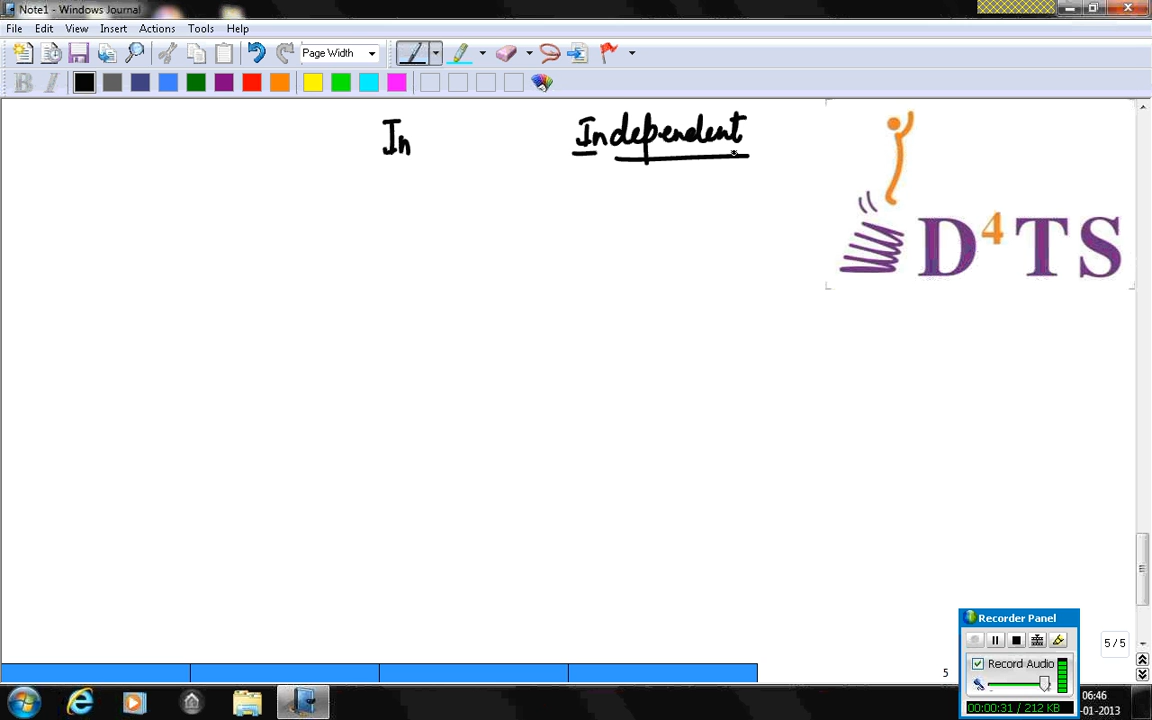 Note1 - Windows Journal
File Edit View Insert Actions Tools Help
Page Width
B I
In Independent
D4TS
Recorder Panel
Record Audio
00:00:31 / 212 KB
5 / 5
5
06:46
-01-2013